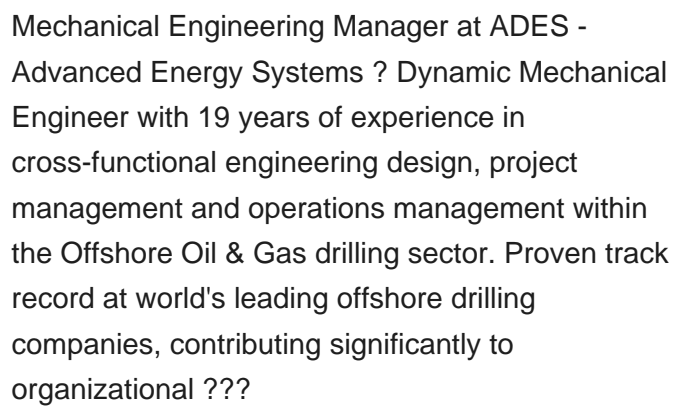 Mechanical Engineering Manager at ADES -
Advanced Energy Systems ? Dynamic Mechanical
Engineer with 19 years of experience in
cross-functional engineering design, project
management and operations management within
the Offshore Oil & Gas drilling sector. Proven track
record at world's leading offshore drilling
companies, contributing significantly to
organizational ???